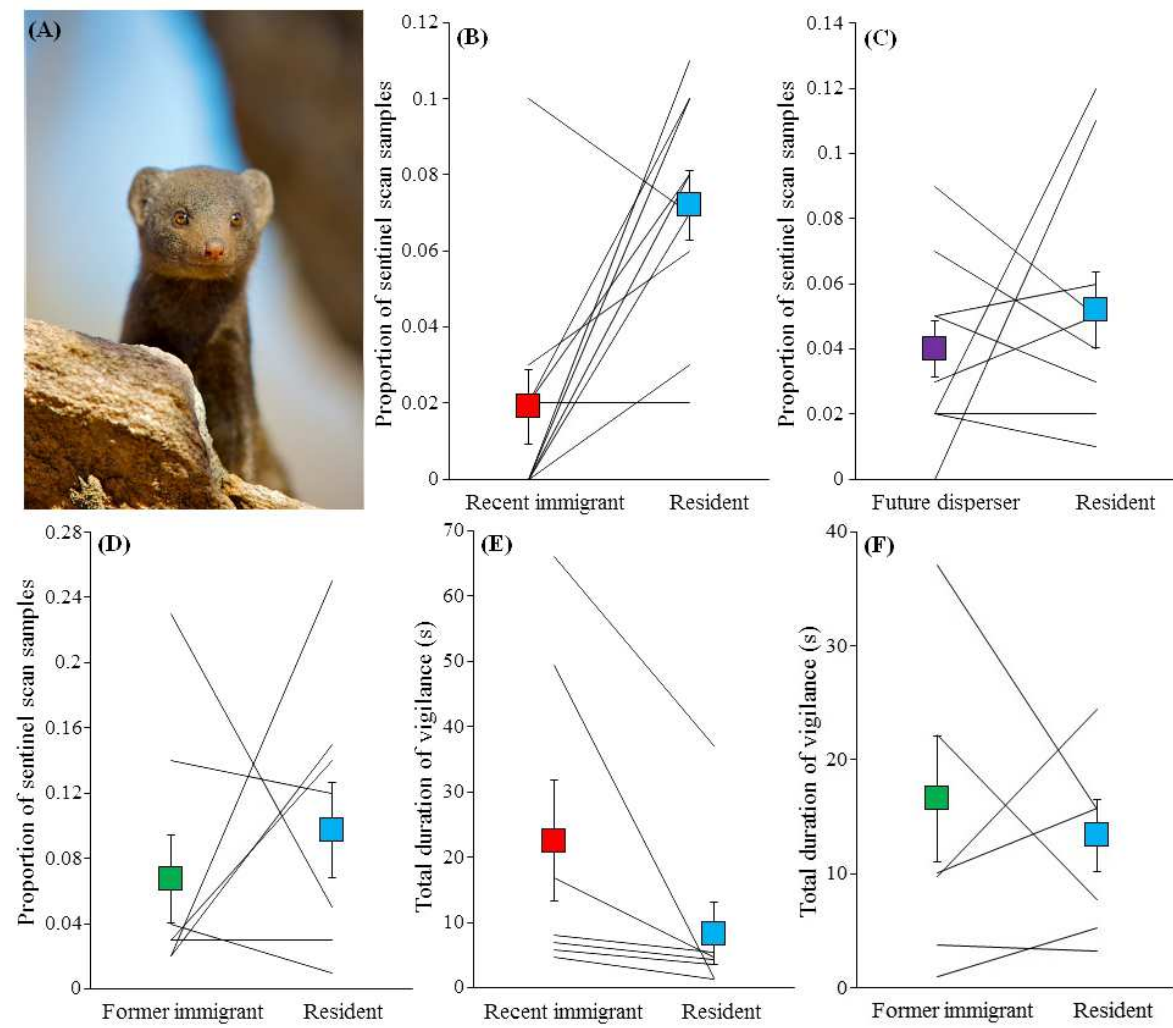 (A)
(B)
Proportion of sentinel scan samples
0.12
0.1
0.08
0.06
0.04
0.02
0
Recent immigrant
Resident
(C)
Proportion of sentinel scan samples
0.14
0.12
0.1
0.08
0.06
0.04
0.02
0
Future disperser
Resident
(D)
Proportion of sentinel scan samples
0.28
0.24
0.2
0.16
0.12
0.08
0.04
0
Former immigrant
Resident
(E)
Total duration of vigilance (s)
70
60
50
40
30
20
10
0
Recent immigrant
Resident
(F)
Total duration of vigilance (s)
40
30
20
10
0
Former immigrant
Resident